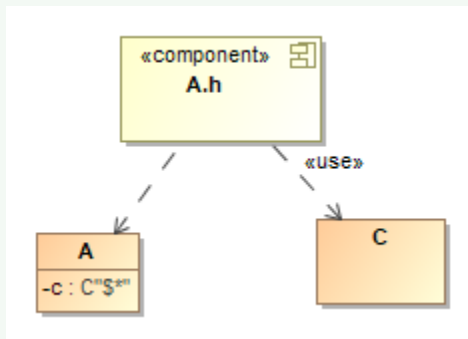 «component»
A.h
«use»
A
-c : C"$*"
C